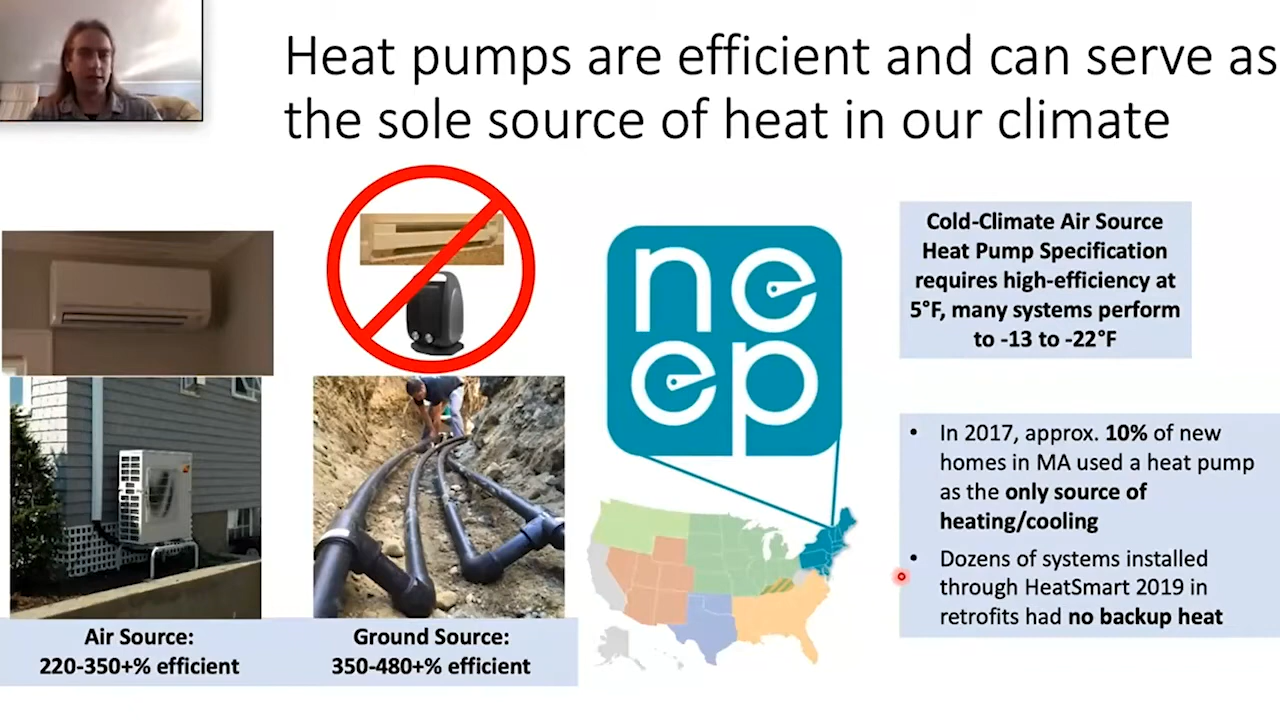 Heat pumps are efficient and can serve as
the sole source of heat in our climate
neep
Cold-Climate Air Source
Heat Pump Specification
requires high-efficiency at
5°F, many systems perform
to -13 to -22°F
• In 2017, approx. 10% of new
homes in MA used a heat pump
as the only source of
heating/cooling
• Dozens of systems installed
through HeatSmart 2019 in
retrofits had no backup heat
Air Source:
220-350+% efficient
Ground Source:
350-480+% efficient